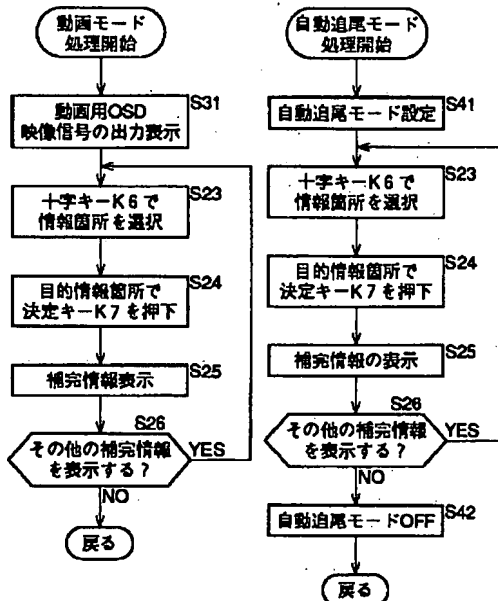 動画モード
処理開始
S31
動画用OSD
映像信号の出力表示
S23
十字キーK6で
情報箇所を選択
S24
目的情報箇所で
決定キーK7を押下
S25
補完情報表示
S26
その他の補完情報
を表示する?
YES
NO
戻る
自動追尾モード
処理開始
S41
自動追尾モード設定
S23
十字キーK6で
情報箇所を選択
S24
目的情報箇所で
決定キーK7を押下
S25
補完情報の表示
S26
その他の補完情報
を表示する?
YES
NO
S42
自動追尾モードOFF
戻る